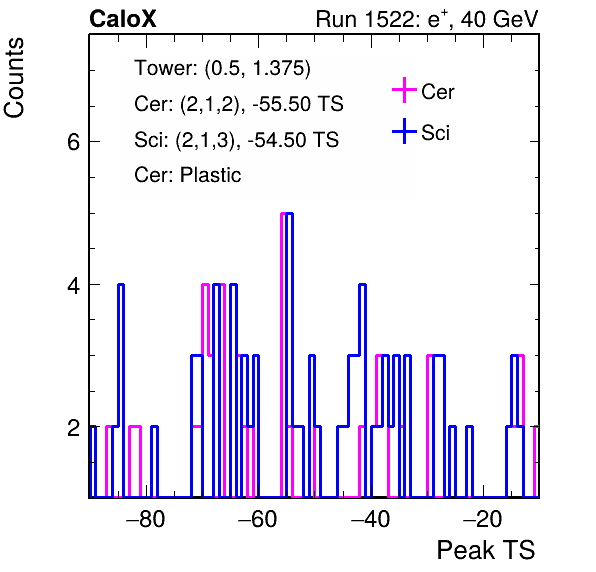 CaloX
Run 1522: e+, 40 GeV
Counts
Tower: (0.5, 1.375)
Cer: (2,1,2), -55.50 TS
Sci: (2,1,3), -54.50 TS
Cer: Plastic
Cer
Sci
6
4
2
−80 −60 −40 −20
Peak TS